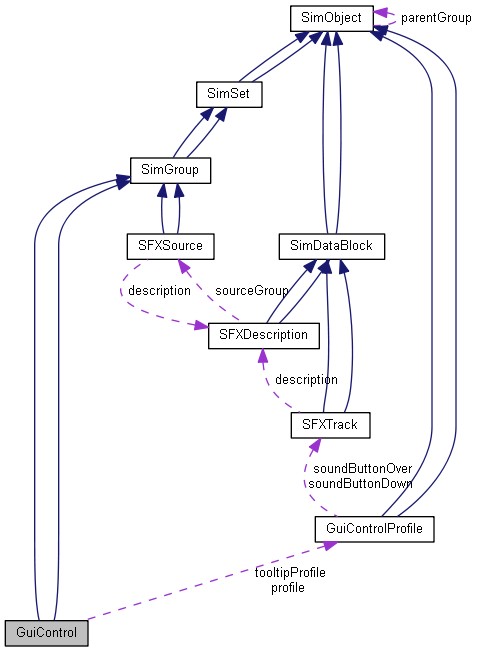 SimObject
parentGroup
SimSet
SimGroup
SFXSource
SimDataBlock
description
sourceGroup
SFXDescription
description
SFXTrack
soundButtonOver
soundButtonDown
GuiControlProfile
tooltipProfile
profile
GuiControl